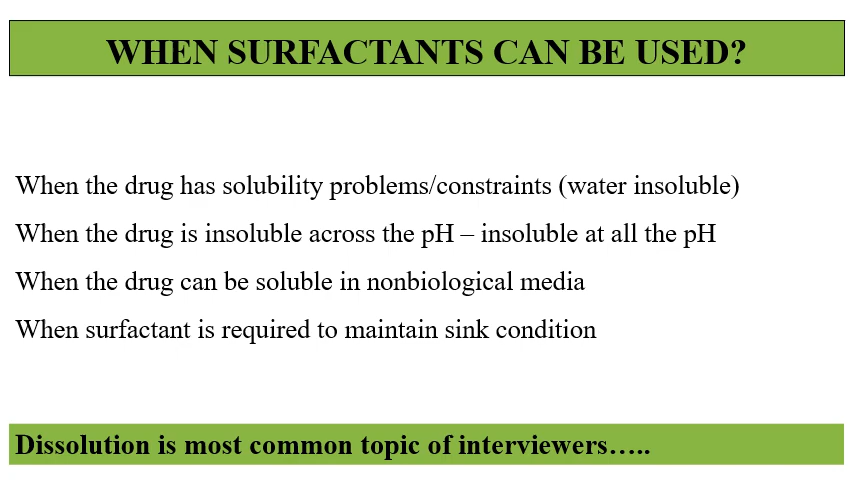 WHEN SURFACTANTS CAN BE USED?
When the drug has solubility problems/constraints (water insoluble)
When the drug is insoluble across the pH – insoluble at all the pH
When the drug can be soluble in nonbiological media
When surfactant is required to maintain sink condition
Dissolution is most common topic of interviewers…..